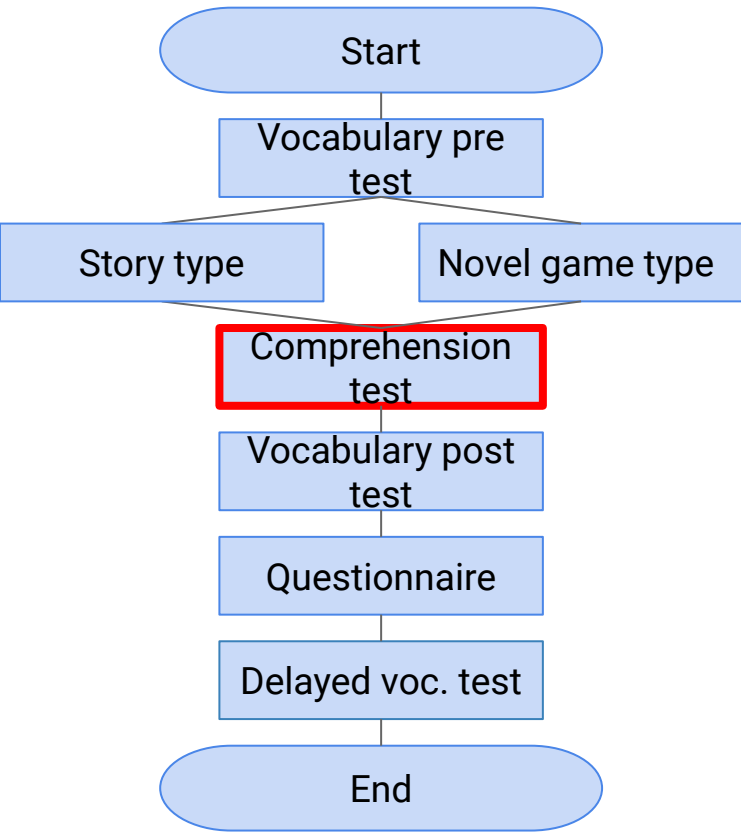 Start
Vocabulary pre
test
Story type
Novel game type
Comprehension
test
Vocabulary post
test
Questionnaire
Delayed voc. test
End